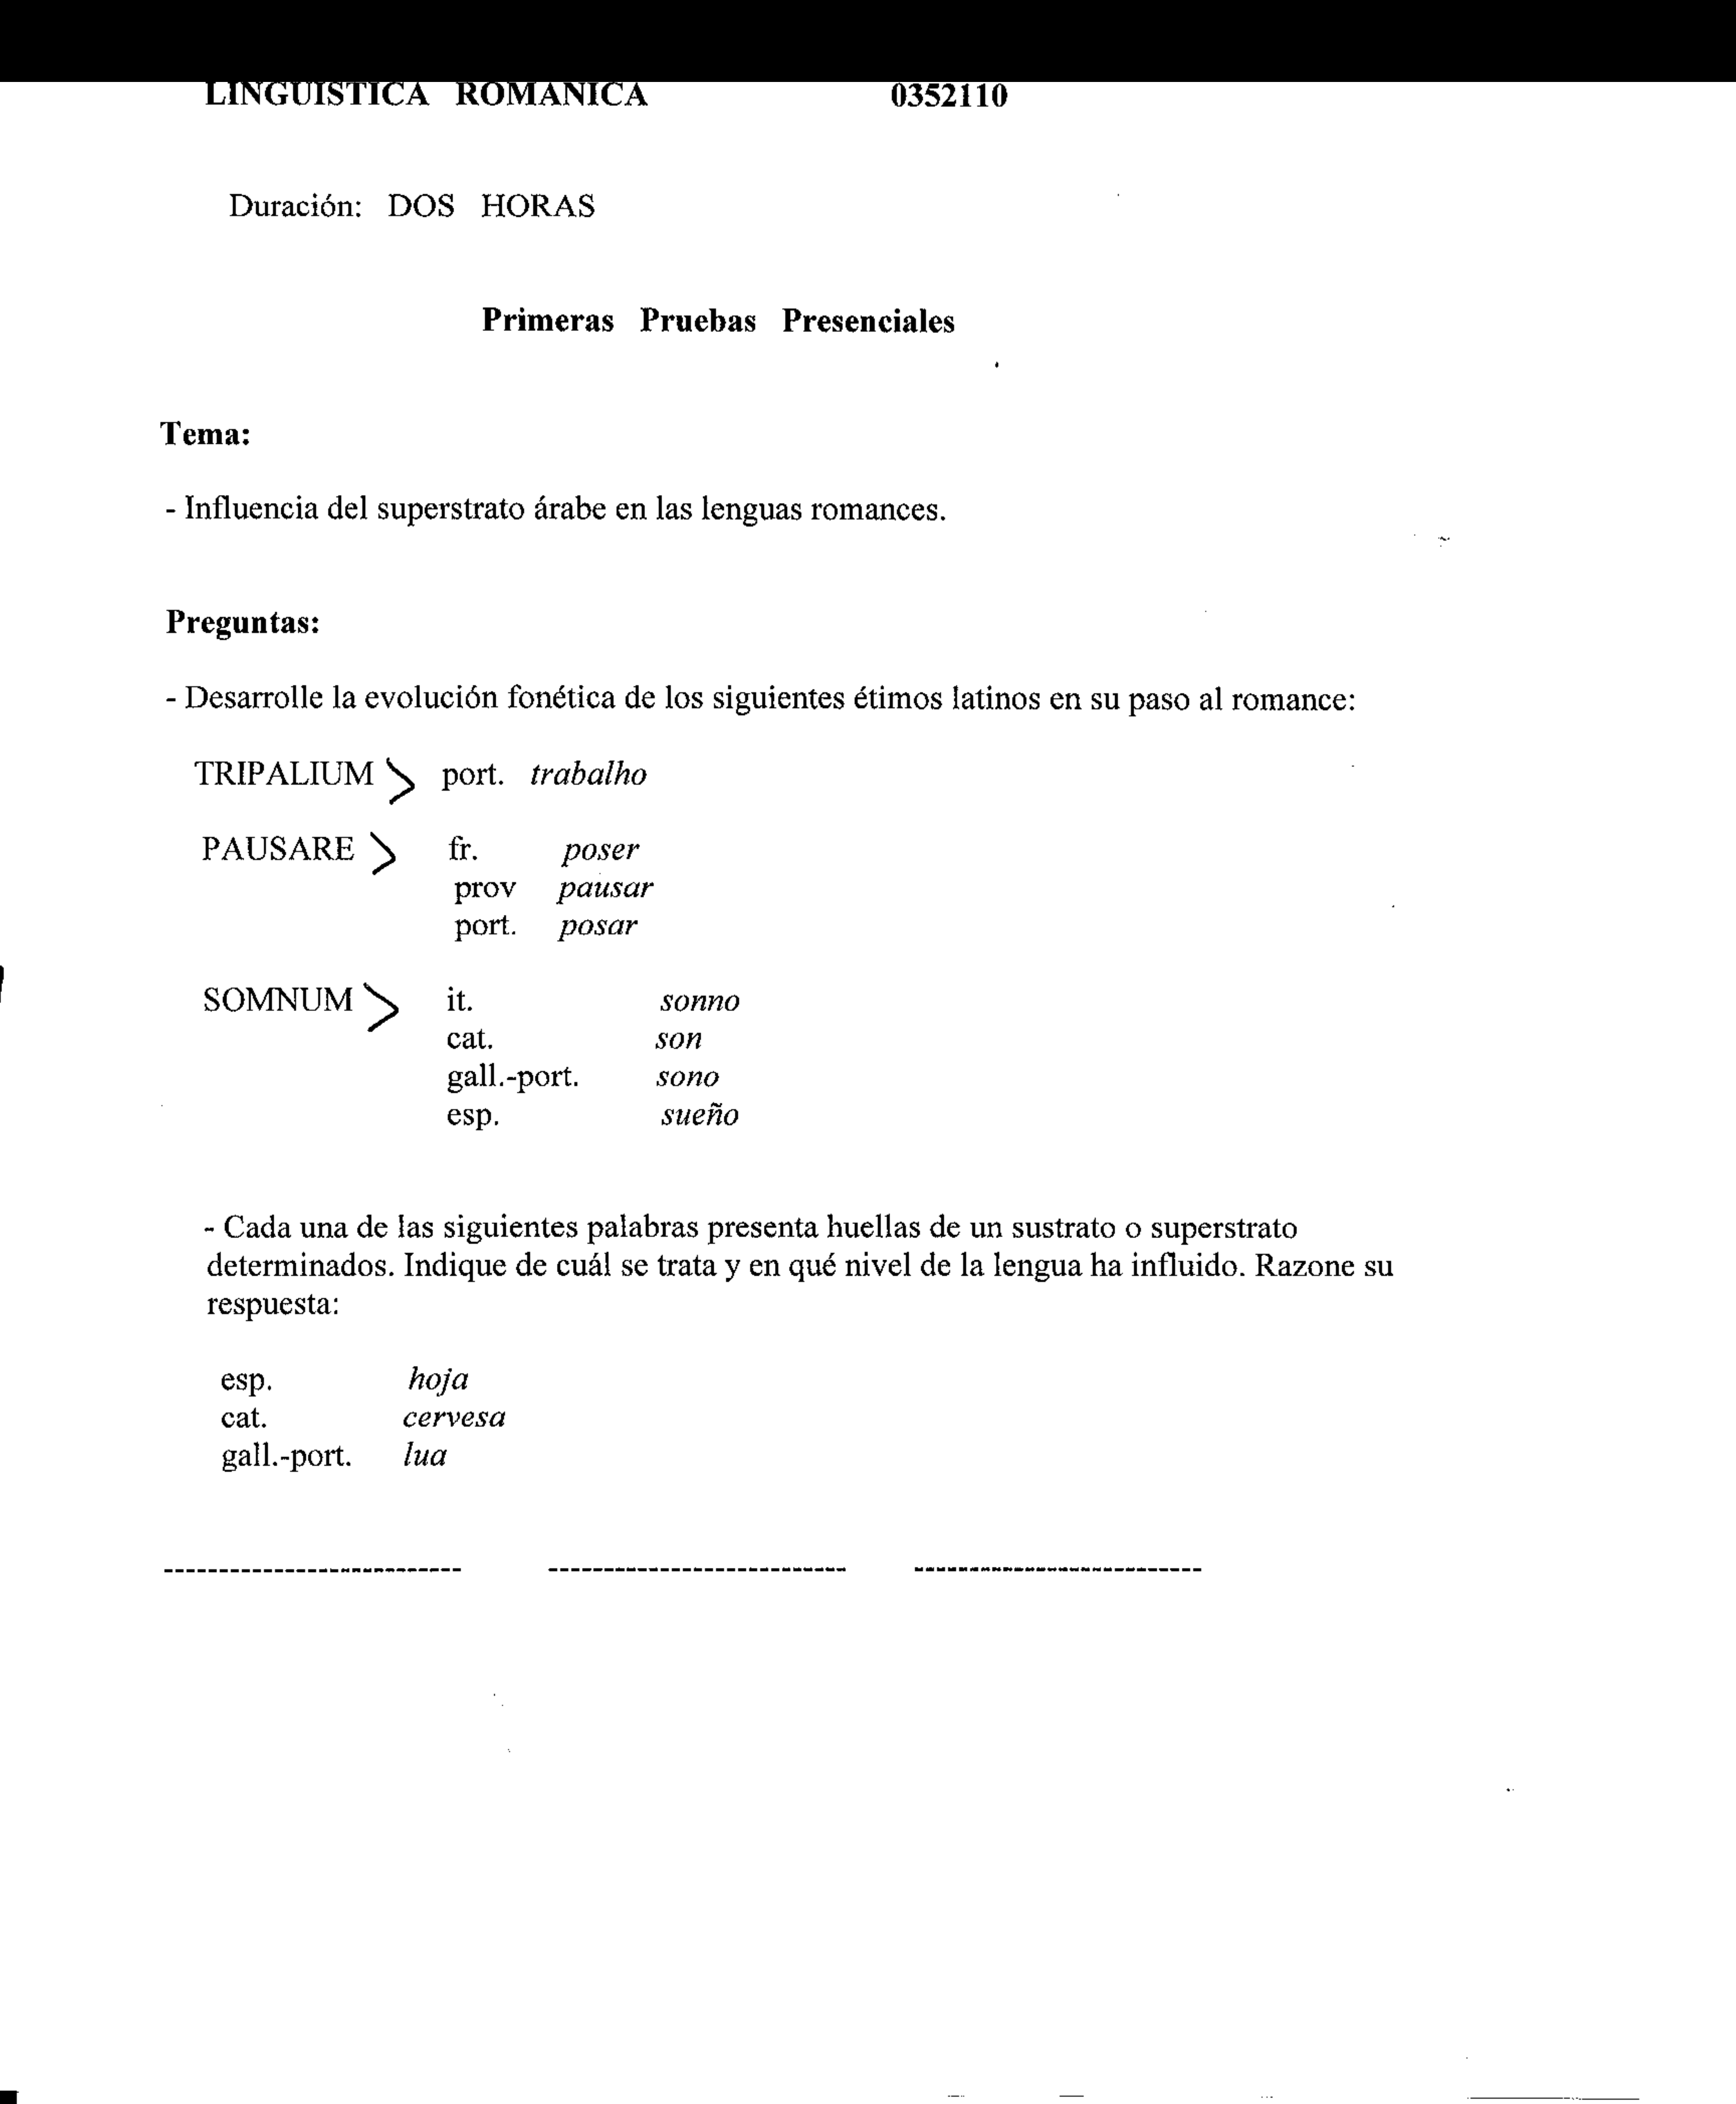 LINGÜISTICA ROMANICA 0352110
Duración: DOS HORAS
Primeras Pruebas Presenciales
Tema:
- Influencia del superstrato árabe en las lenguas romances.
Preguntas:
- Desarrolle la evolución fonética de los siguientes étimos latinos en su paso al romance:
TRIPALIUM > port. trabalho
PAUSARE > fr. poser
prov pausar
port. posar
SOMNUM > it. sonno
cat. son
gall.-port. sono
esp. sueño
- Cada una de las siguientes palabras presenta huellas de un sustrato o superstrato
determinados. Indique de cuál se trata y en qué nivel de la lengua ha influido. Razone su
respuesta:
esp. hoja
cat. cervesa
gall.-port. lua
--------------------------- --------------------------- --------------------------